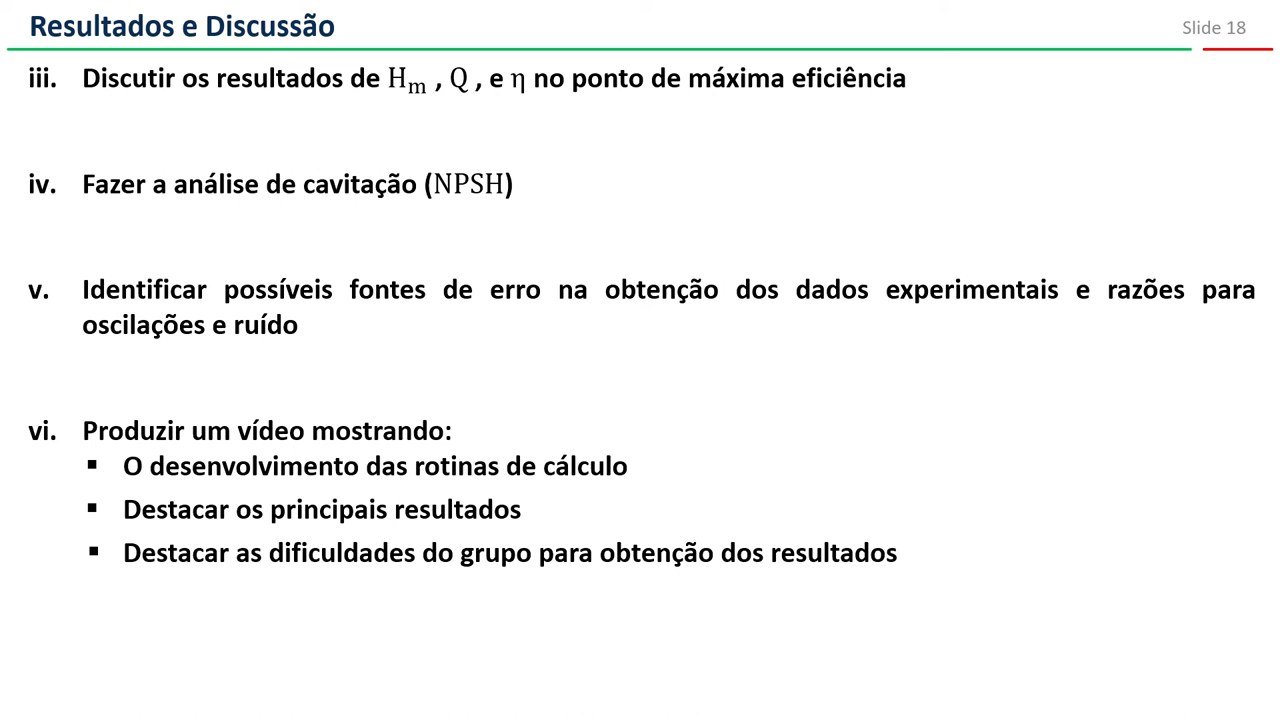 Resultados e Discussão
Slide 18
iii. Discutir os resultados de Hₘ , Q , e η no ponto de máxima eficiência
iv. Fazer a análise de cavitação (NPSH)
v. Identificar possíveis fontes de erro na obtenção dos dados experimentais e razões para
oscilações e ruído
vi. Produzir um vídeo mostrando:
▪ O desenvolvimento das rotinas de cálculo
▪ Destacar os principais resultados
▪ Destacar as dificuldades do grupo para obtenção dos resultados